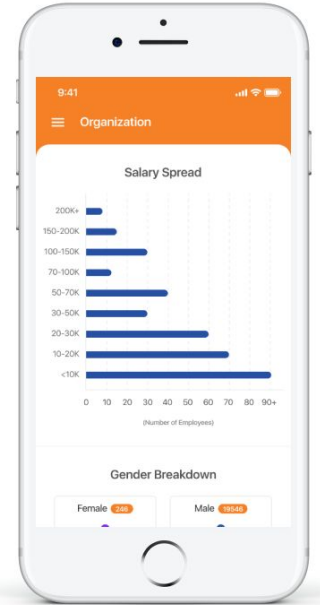 9:41
Organization
Salary Spread
200K+
150-200K
100-150K
70-100K
50-70K
30-50K
20-30K
10-20K
<10K
0 10 20 30 40 50 60 70 80 90+
(Number of Employees)
Gender Breakdown
Female 246 Male 19546